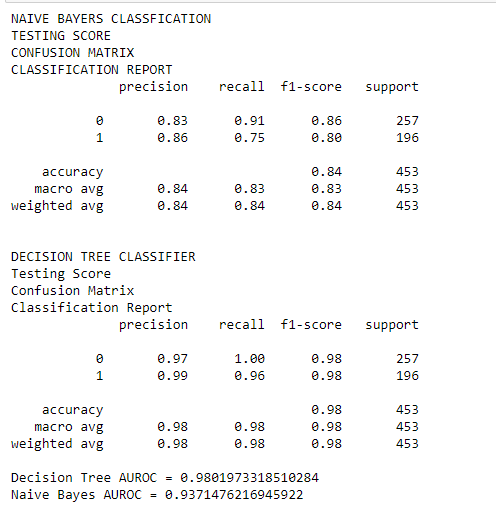 NAIVE BAYERS CLASSFICATION
TESTING SCORE
CONFUSION MATRIX
CLASSIFICATION REPORT
precision recall f1-score support
0 0.83 0.91 0.86 257
1 0.86 0.75 0.80 196
accuracy 0.84 453
macro avg 0.84 0.83 0.83 453
weighted avg 0.84 0.84 0.84 453
DECISION TREE CLASSIFIER
Testing Score
Confusion Matrix
Classification Report
precision recall f1-score support
0 0.97 1.00 0.98 257
1 0.99 0.96 0.98 196
accuracy 0.98 453
macro avg 0.98 0.98 0.98 453
weighted avg 0.98 0.98 0.98 453
Decision Tree AUROC = 0.9801973318510284
Naive Bayes AUROC = 0.9371476216945922